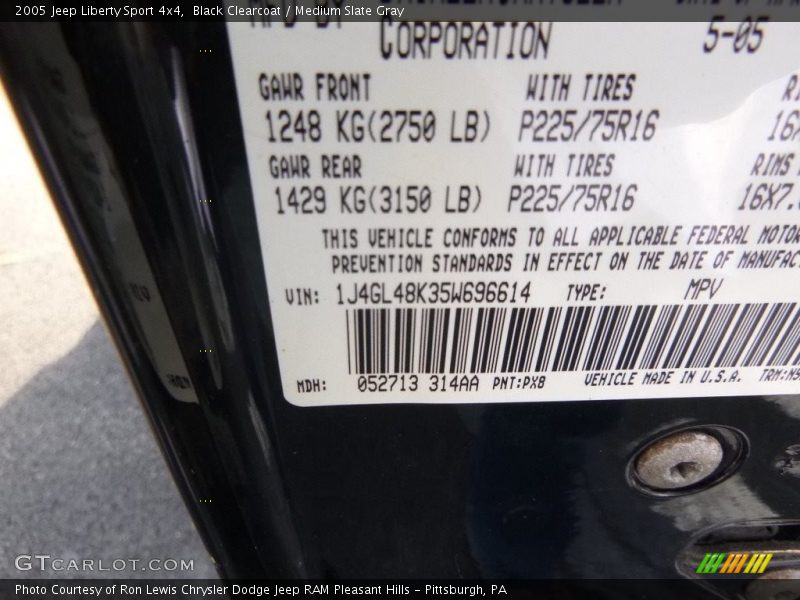 2005 Jeep Liberty Sport 4x4, Black Clearcoat / Medium Slate Gray
CORPORATION 5-05
GAWR FRONT WITH TIRES
1248 KG(2750 LB) P225/75R16
GAWR REAR WITH TIRES RIMS
1429 KG(3150 LB) P225/75R16 16X7.
THIS VEHICLE CONFORMS TO ALL APPLICABLE FEDERAL MOTOR
PREVENTION STANDARDS IN EFFECT ON THE DATE OF MANUFAC
VIN: 1J4GL48K35W696614 TYPE: MPV
MDH: 052713 314AA PNT:PX8 VEHICLE MADE IN U.S.A. TRM:
GTCARLOT.COM
Photo Courtesy of Ron Lewis Chrysler Dodge Jeep RAM Pleasant Hills - Pittsburgh, PA